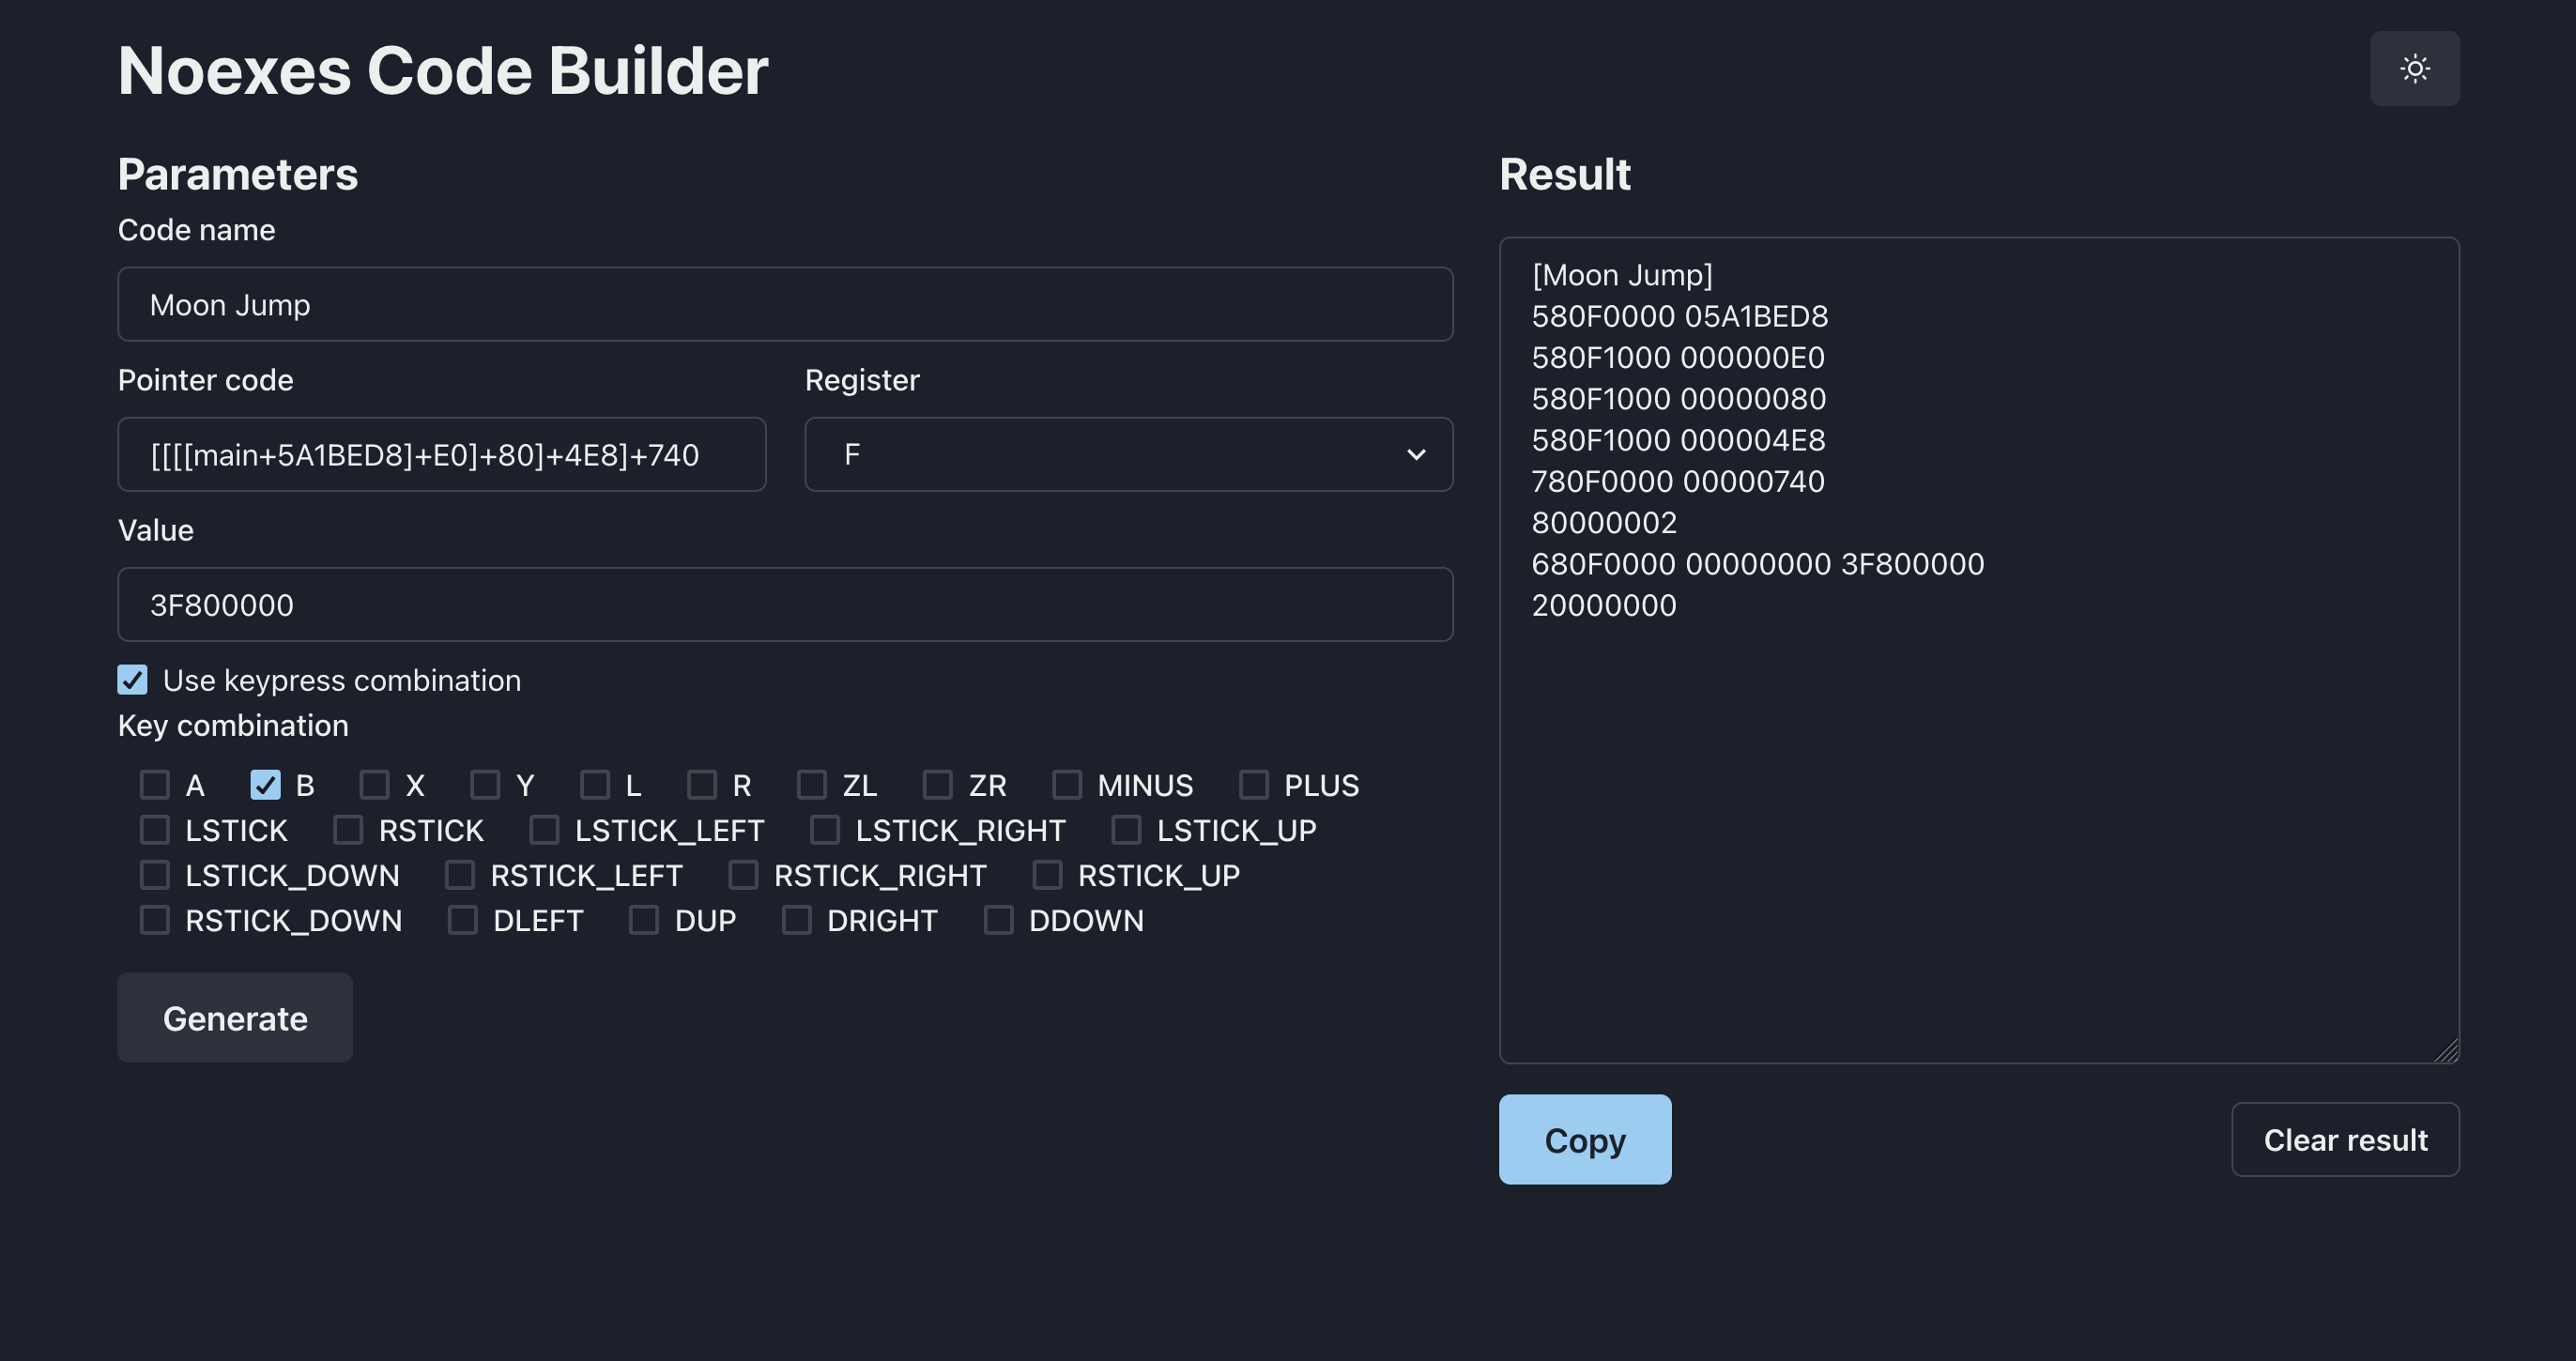 Noexes Code Builder
Parameters
Code name
Moon Jump
Pointer code
Register
[[[[main+5A1BED8]+E0]+80]+4E8]+740
F
Value
3F800000
Use keypress combination
Key combination
A B X Y L R ZL ZR MINUS PLUS
LSTICK RSTICK LSTICK_LEFT LSTICK_RIGHT LSTICK_UP
LSTICK_DOWN RSTICK_LEFT RSTICK_RIGHT RSTICK_UP
RSTICK_DOWN DLEFT DUP DRIGHT DDOWN
Generate
Result
[Moon Jump]
580F0000 05A1BED8
580F1000 000000E0
580F1000 00000080
580F1000 000004E8
780F0000 00000740
80000002
680F0000 00000000 3F800000
20000000
Copy
Clear result